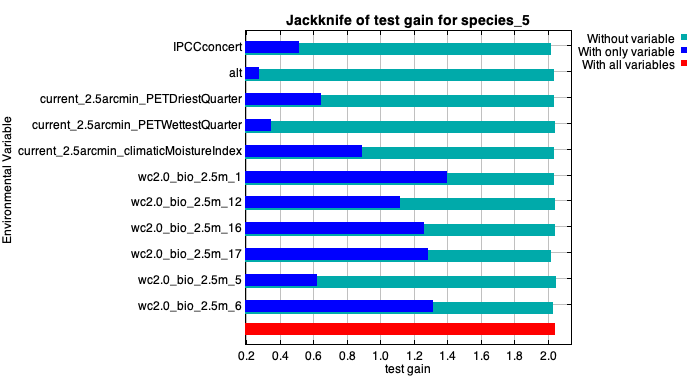 Jackknife of test gain for species_5
Without variable
With only variable
With all variables
Environmental Variable
IPCCconcert
alt
current_2.5arcmin_PETDriestQuarter
current_2.5arcmin_PETWettestQuarter
current_2.5arcmin_climaticMoistureIndex
wc2.0_bio_2.5m_1
wc2.0_bio_2.5m_12
wc2.0_bio_2.5m_16
wc2.0_bio_2.5m_17
wc2.0_bio_2.5m_5
wc2.0_bio_2.5m_6
0.2 0.4 0.6 0.8 1.0 1.2 1.4 1.6 1.8 2.0
test gain